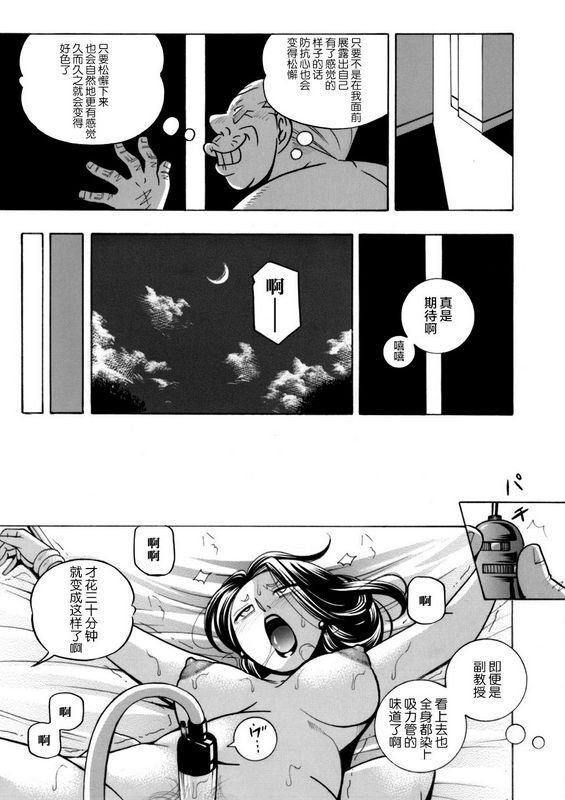 只要不是在我面前
展露出自己
有了感觉的
样子的话
防抗心也会
变得松懈
只要松懈下来
也会自然地更有感觉
久而久之就会变得
好色了
真是
期待啊
嘻嘻
啊—
パ
啊
啊啊
才花三十分钟
就变成这样了啊
即便是
副教授
看上去也
全身都染上
吸力管的
味道了啊
啊
啊